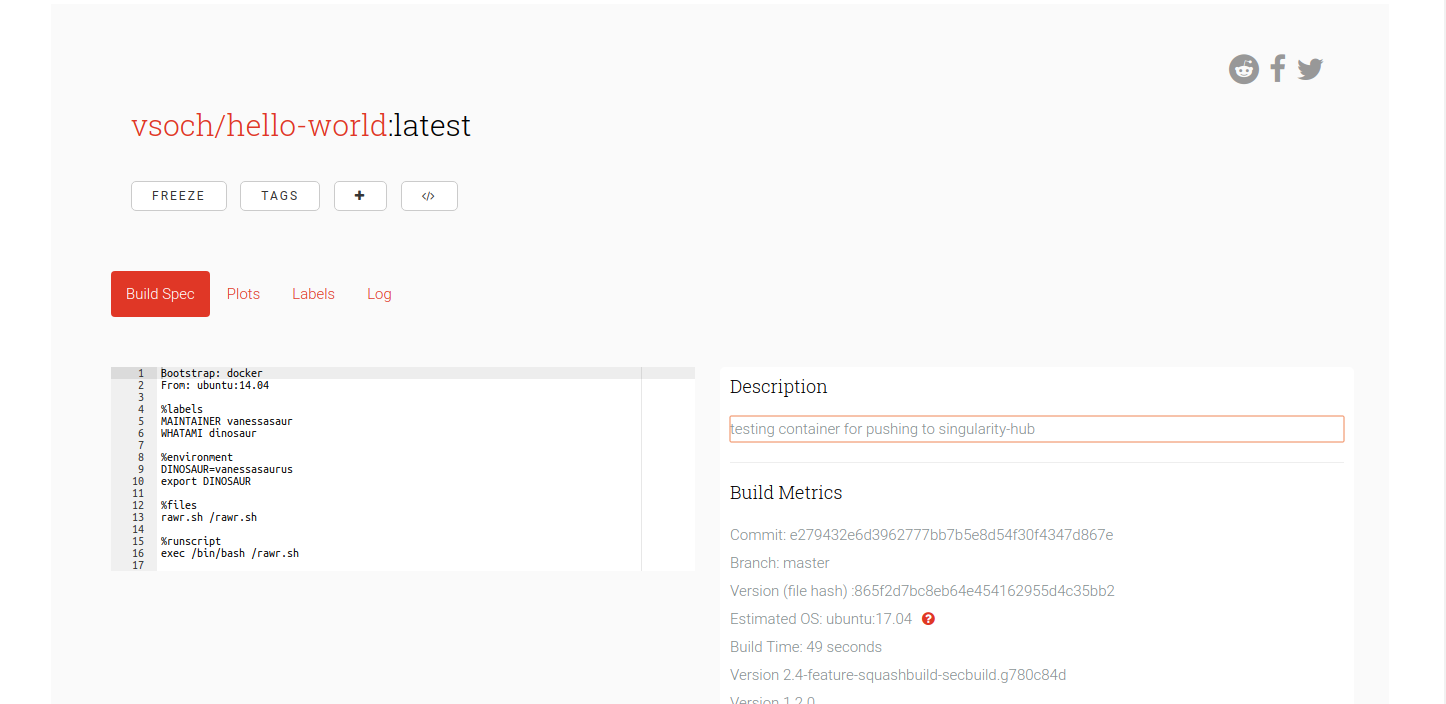 vsoch/hello-world:latest
FREEZE TAGS + </>
Build Spec Plots Labels Log
1 Bootstrap: docker
2 From: ubuntu:14.04
3
4 %labels
5 MAINTAINER vanessasaur
6 WHATAMI dinosaur
7
8 %environment
9 DINOSAUR=vanessasaurus
10 export DINOSAUR
11
12 %files
13 rawr.sh /rawr.sh
14
15 %runscript
16 exec /bin/bash /rawr.sh
17
Description
testing container for pushing to singularity-hub
Build Metrics
Commit: e279432e6d3962777bb7b5e8d54f30f4347d867e
Branch: master
Version (file hash) :865f2d7bc8eb64e454162955d4c35bb2
Estimated OS: ubuntu:17.04 ?
Build Time: 49 seconds
Version 2.4-feature-squashbuild-secbuild.g780c84d
Version 1.2.0